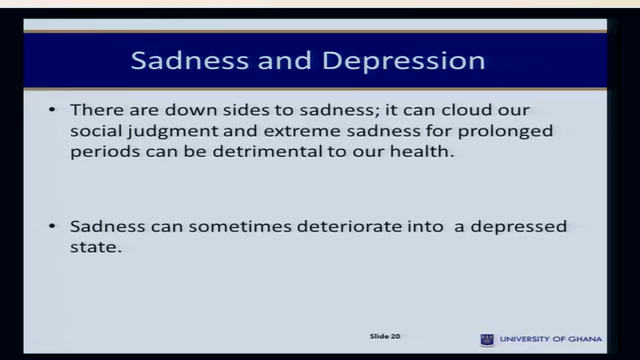 Sadness and Depression
• There are down sides to sadness; it can cloud our
social judgment and extreme sadness for prolonged
periods can be detrimental to our health.
• Sadness can sometimes deteriorate into  a depressed
state.
Slide 20
UNIVERSITY OF GHANA